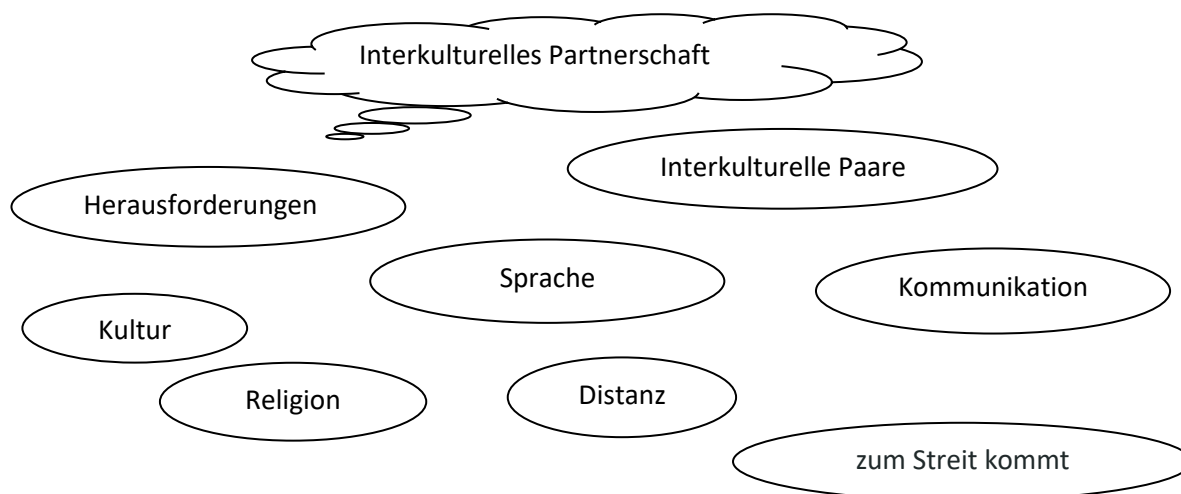 Interkulturelles Partnerschaft
Interkulturelle Paare
Herausforderungen
Sprache
Kommunikation
Kultur
Religion
Distanz
zum Streit kommt